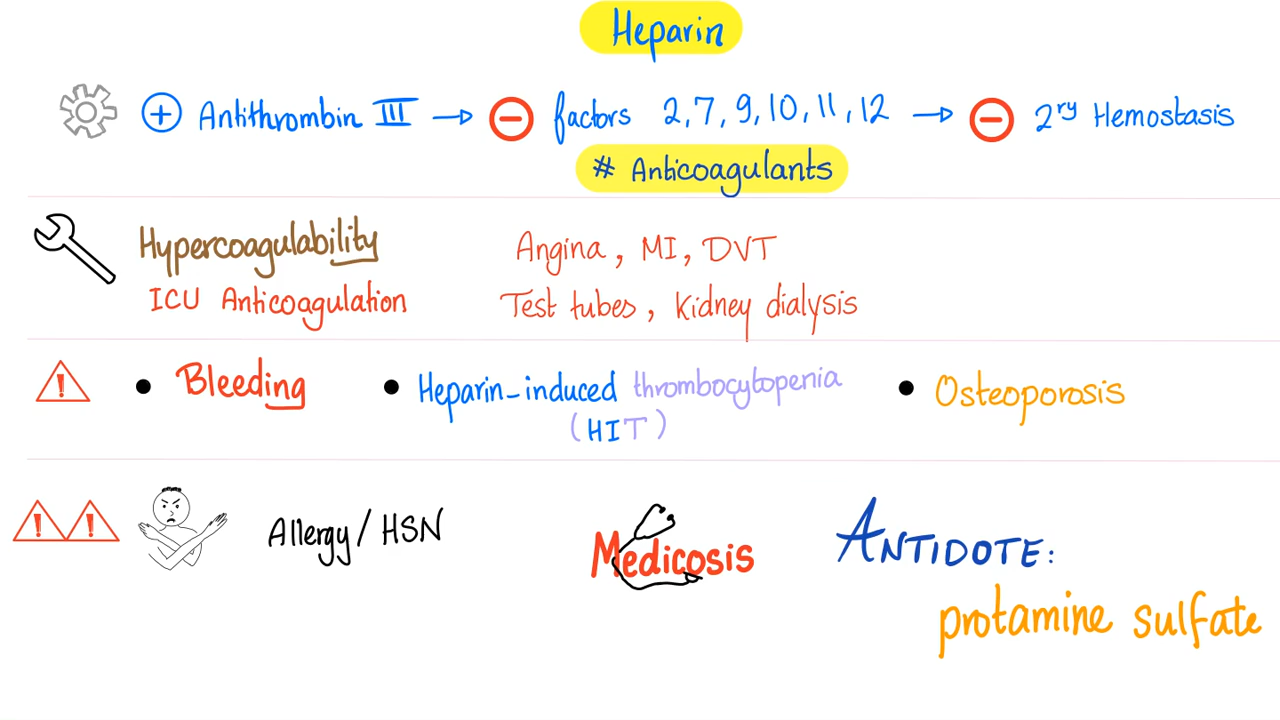 Heparin
+ Antithrombin III → − factors 2, 7, 9, 10, 11, 12 → − 2ry Hemostasis
# Anticoagulants
Hypercoagulability Angina, MI, DVT
ICU Anticoagulation Test tubes, Kidney dialysis
! • Bleeding • Heparin-induced thrombocytopenia • Osteoporosis
(HIT)
! ! Allergy/HSN Medicosis ANTIDOTE:
protamine sulfate